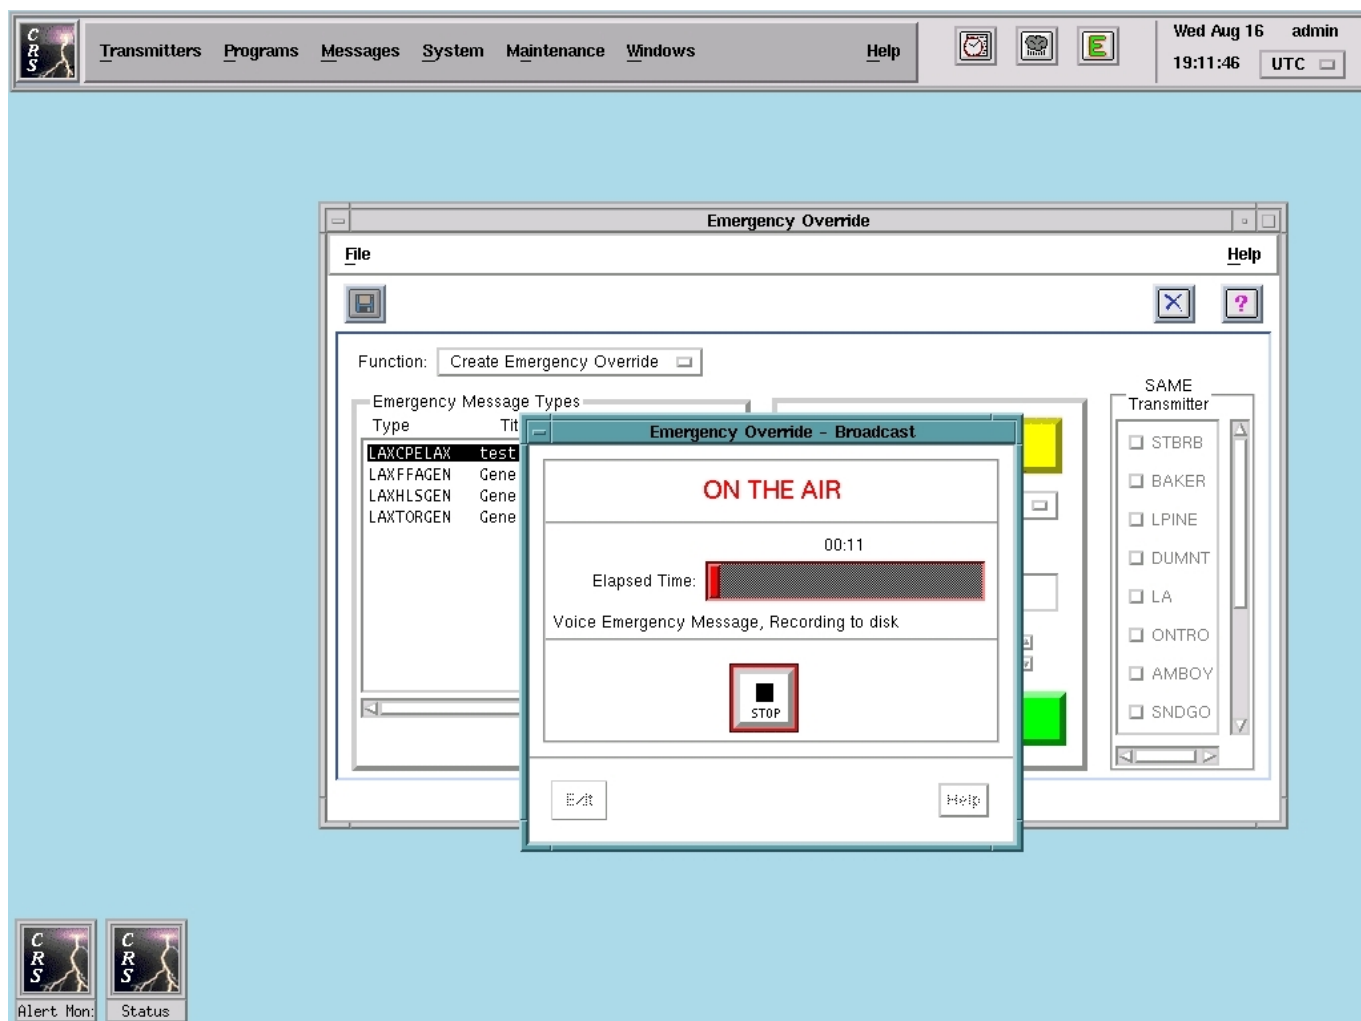 C
R
S
Transmitters Programs Messages System Maintenance Windows Help
E
Wed Aug 16 admin
19:11:46 UTC
Emergency Override
File Help
?
Function: Create Emergency Override
SAME
Transmitter
Emergency Message Types
Type Tit
LAXCPELAX test
LAXFFAGEN Gene
LAXHLSGEN Gene
LAXTORGEN Gene
Emergency Override - Broadcast
ON THE AIR
00:11
Elapsed Time:
Voice Emergency Message, Recording to disk
STOP
Exit Help
STBRB
BAKER
LPINE
DUMNT
LA
ONTRO
AMBOY
SNDGO
C
R
S
Alert Mon:
C
R
S
Status